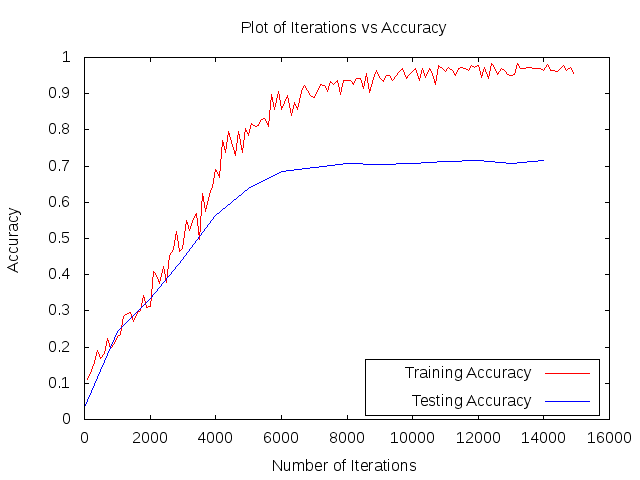 Plot of Iterations vs Accuracy
1
0.9
0.8
0.7
0.6
0.5
0.4
0.3
0.2
0.1
0
Accuracy
Training Accuracy
Testing Accuracy
0 2000 4000 6000 8000 10000 12000 14000 16000
Number of Iterations